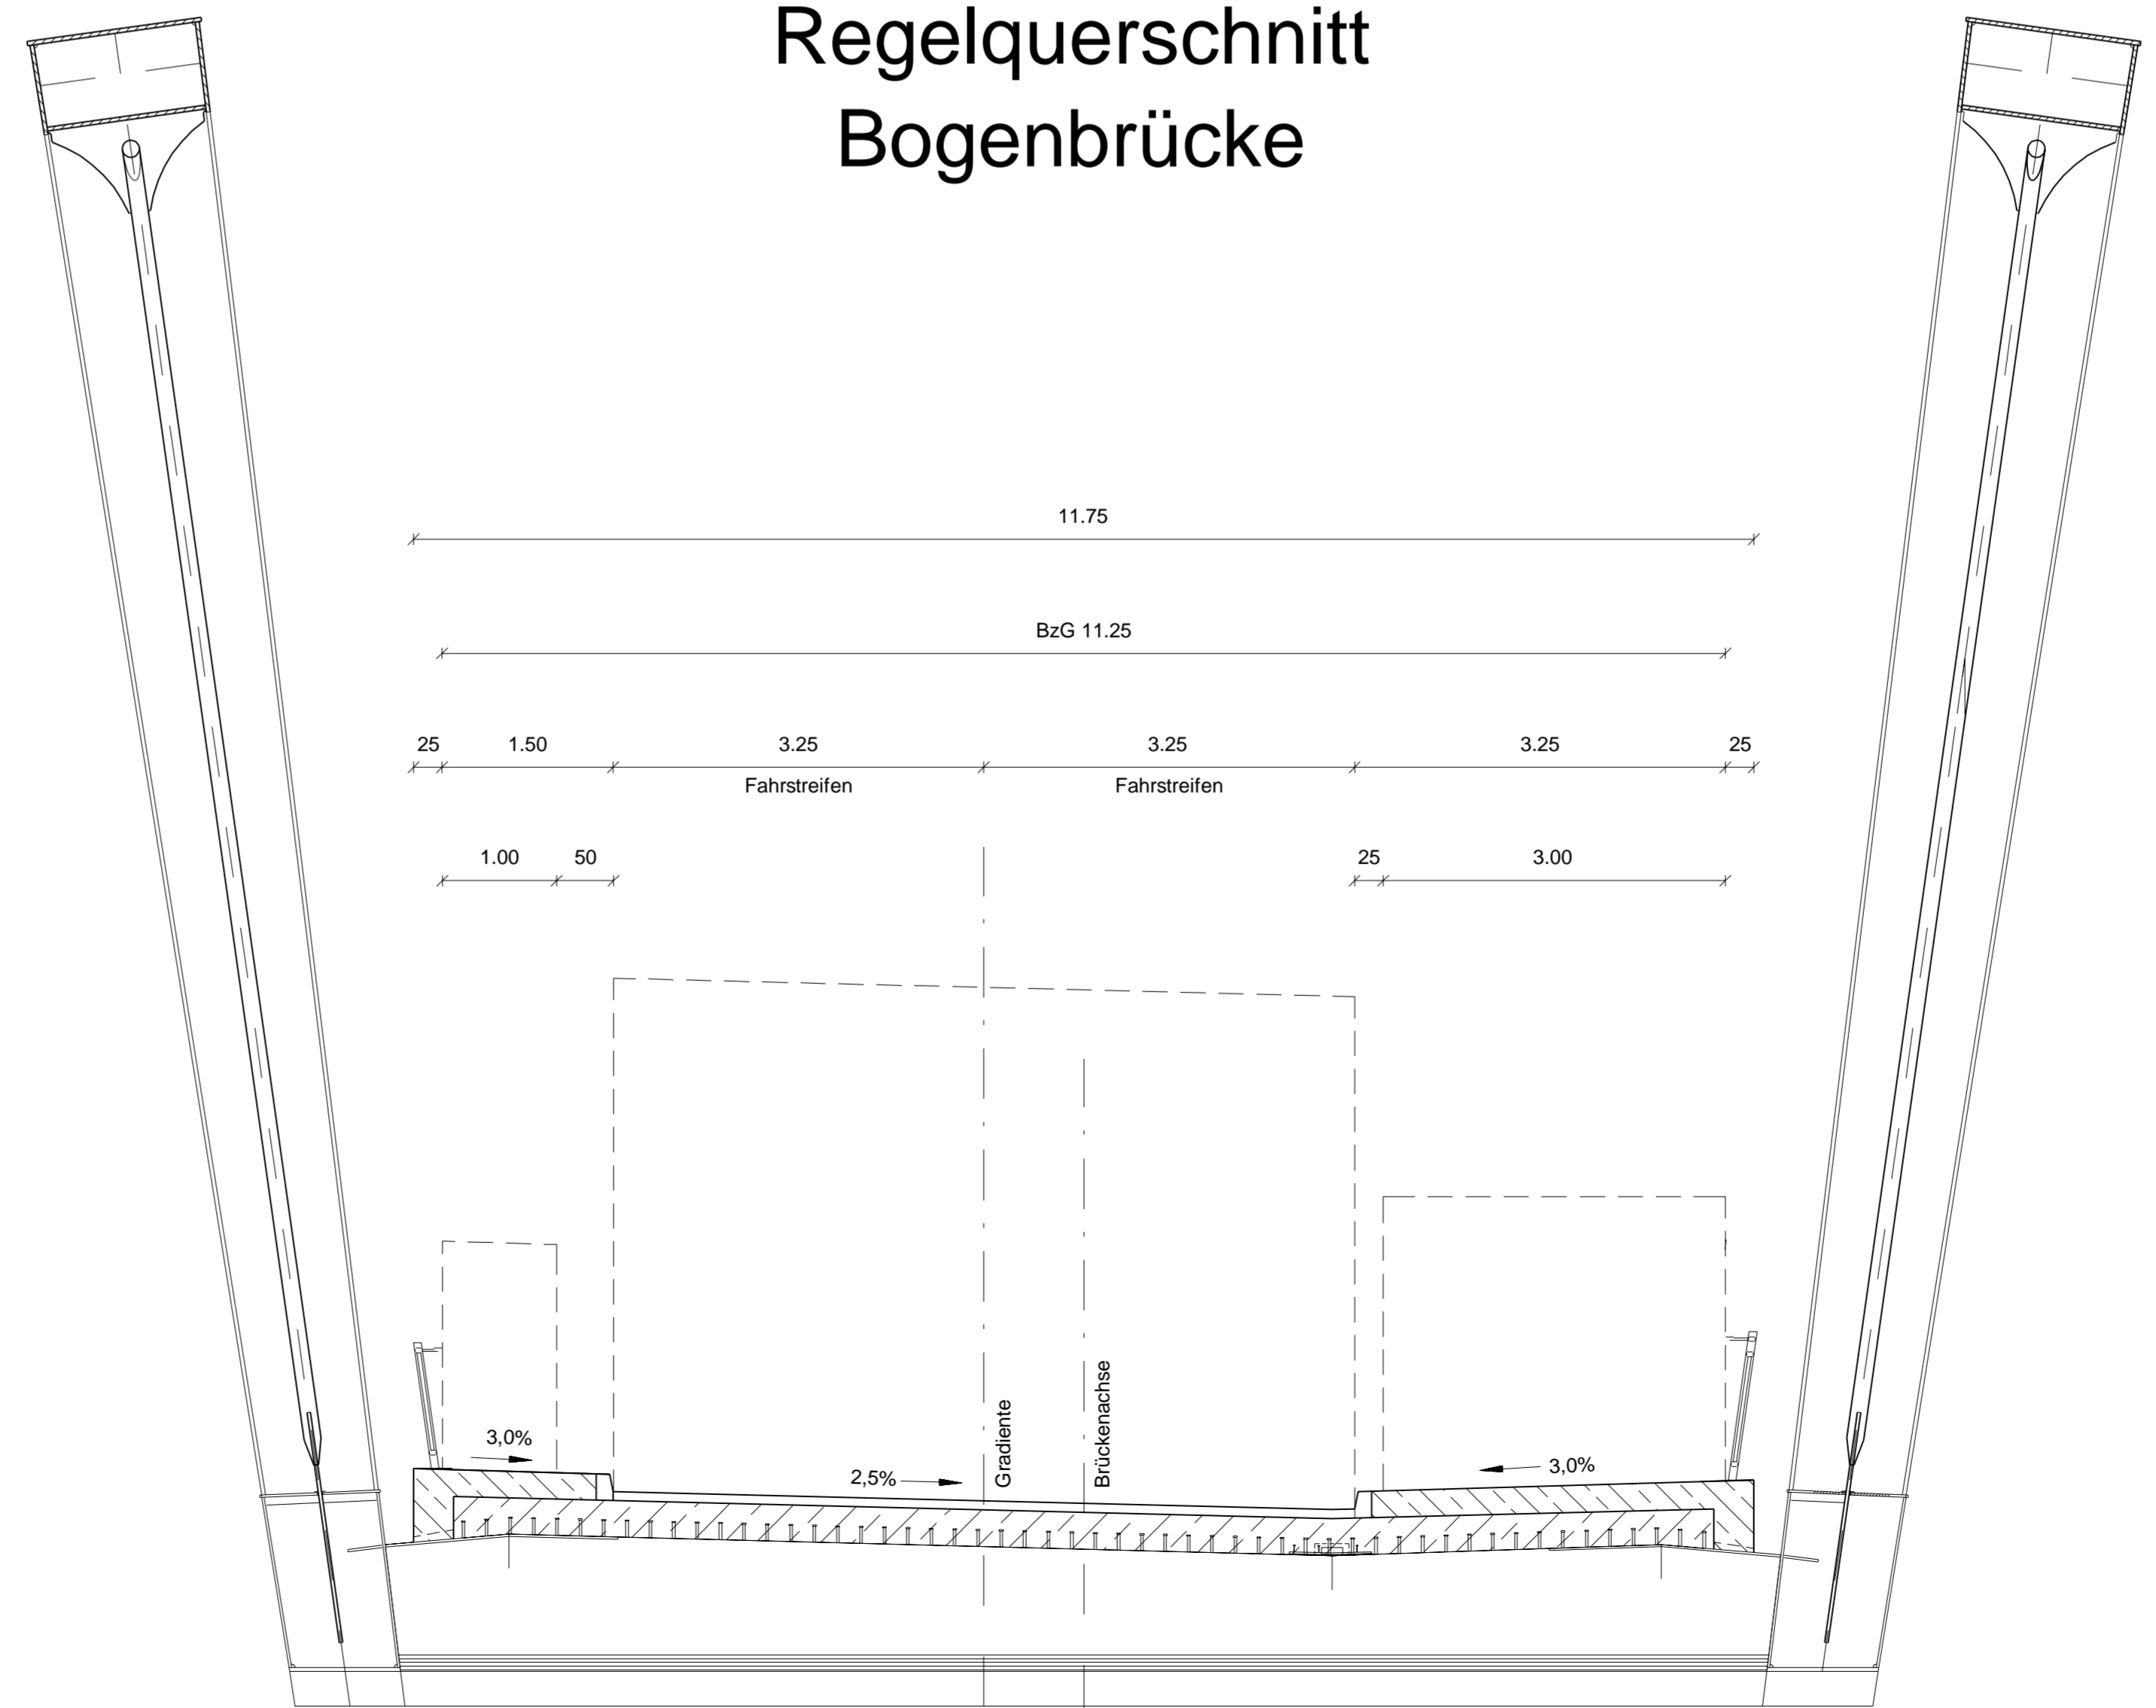 Regelquerschnitt
Bogenbrücke
11.75
BzG 11.25
25 1.50 3.25 3.25 3.25 25
Fahrstreifen Fahrstreifen
1.00 50 25 3.00
Gradiente
Brückenachse
3,0%
2,5%
3,0%